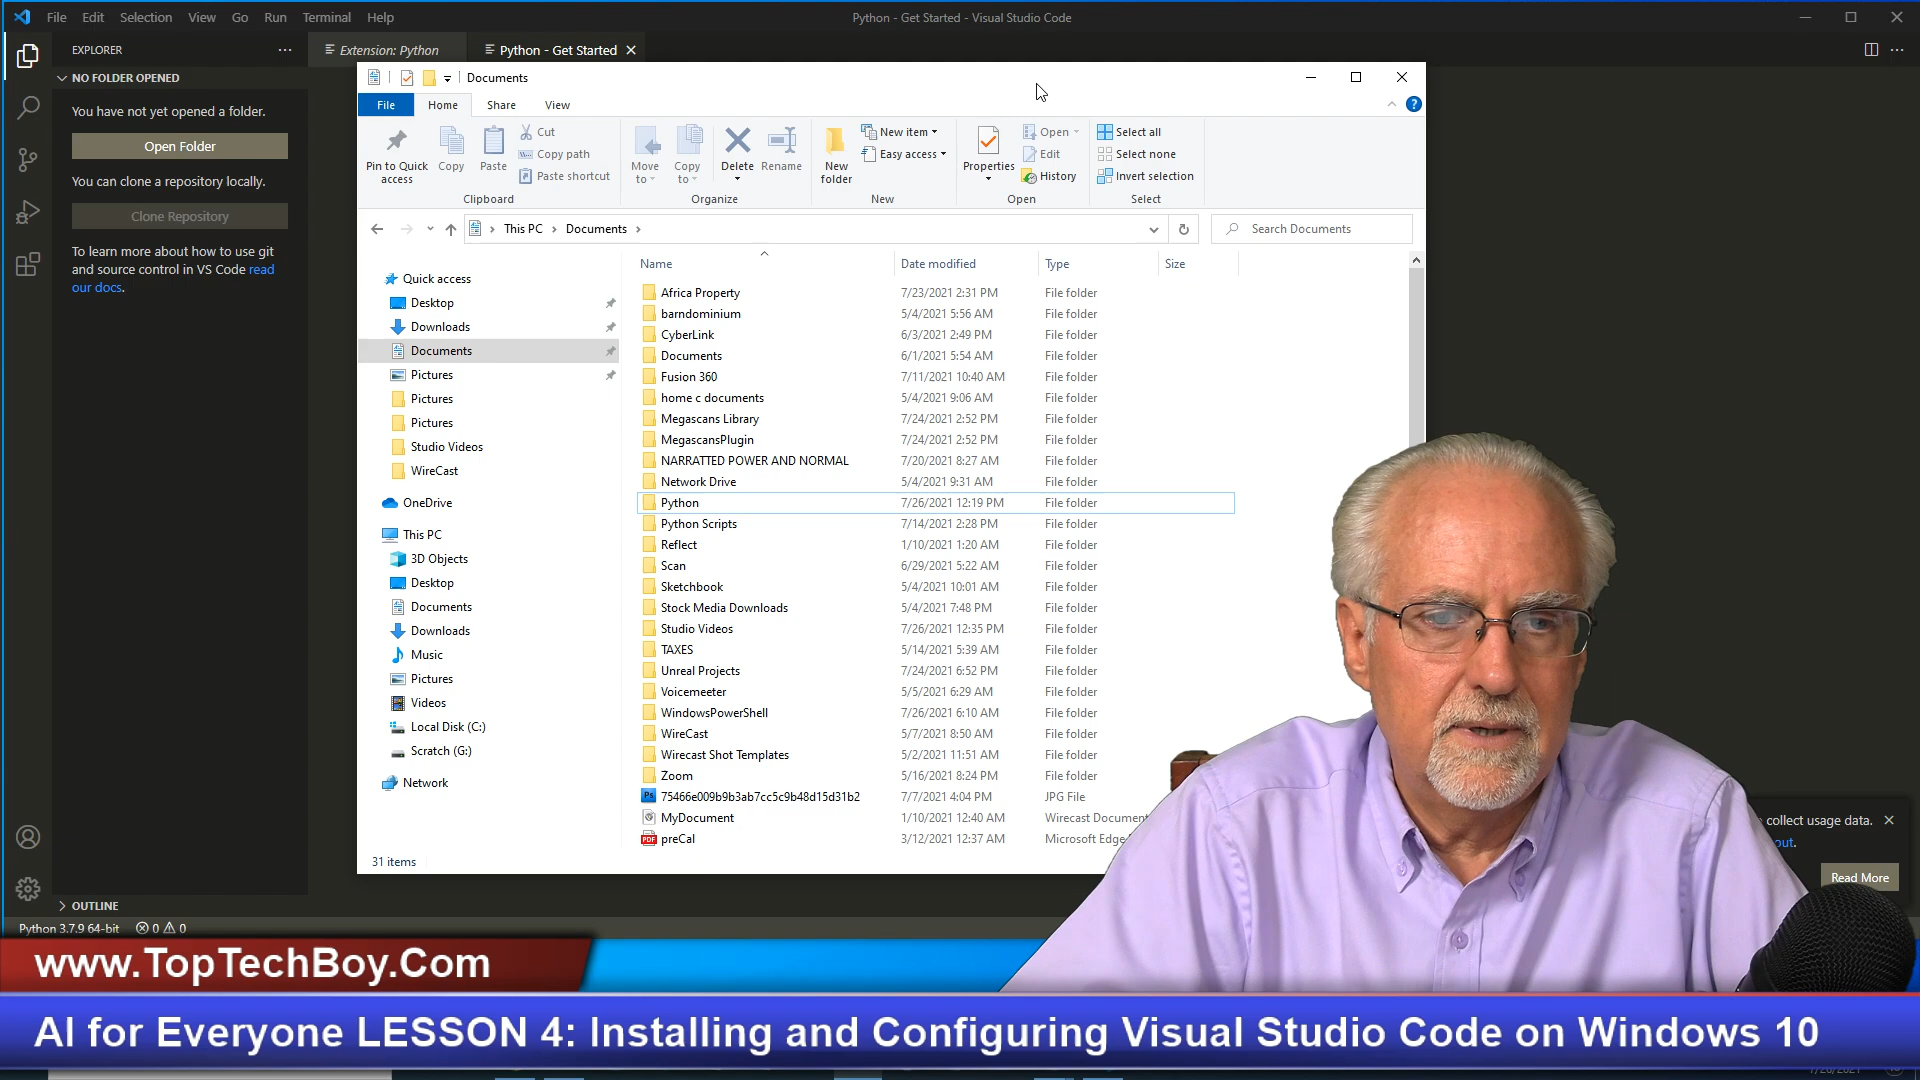 File Edit Selection View Go Run Terminal Help
Python - Get Started - Visual Studio Code
EXPLORER
Extension: Python
Python - Get Started
NO FOLDER OPENED
You have not yet opened a folder.
Open Folder
You can clone a repository locally.
Clone Repository
To learn more about how to use git
and source control in VS Code read
our docs.
OUTLINE
Python 3.7.9 64-bit 0 0
Documents
File Home Share View
Pin to Quick access
Copy
Paste
Cut
Copy path
Paste shortcut
Clipboard
Move to
Copy to
Delete
Rename
Organize
New folder
New item
Easy access
New
Properties
Open
Edit
History
Open
Select all
Select none
Invert selection
Select
This PC > Documents >
Search Documents
Quick access
Desktop
Downloads
Documents
Pictures
Pictures
Pictures
Studio Videos
WireCast
OneDrive
This PC
3D Objects
Desktop
Documents
Downloads
Music
Pictures
Videos
Local Disk (C:)
Scratch (G:)
Network
Name Date modified Type Size
Africa Property 7/23/2021 2:31 PM File folder
barndominium 5/4/2021 5:56 AM File folder
CyberLink 6/3/2021 2:49 PM File folder
Documents 6/1/2021 5:54 AM File folder
Fusion 360 7/11/2021 10:40 AM File folder
home c documents 5/4/2021 9:06 AM File folder
Megascans Library 7/24/2021 2:52 PM File folder
MegascansPlugin 7/24/2021 2:52 PM File folder
NARRATTED POWER AND NORMAL 7/20/2021 8:27 AM File folder
Network Drive 5/4/2021 9:31 AM File folder
Python 7/26/2021 12:19 PM File folder
Python Scripts 7/14/2021 2:28 PM File folder
Reflect 1/10/2021 1:20 AM File folder
Scan 6/29/2021 5:22 AM File folder
Sketchbook 5/4/2021 10:01 AM File folder
Stock Media Downloads 5/4/2021 7:48 PM File folder
Studio Videos 7/26/2021 12:35 PM File folder
TAXES 5/14/2021 5:39 AM File folder
Unreal Projects 7/24/2021 6:52 PM File folder
Voicemeeter 5/5/2021 6:29 AM File folder
WindowsPowerShell 7/26/2021 6:10 AM File folder
WireCast 5/7/2021 8:50 AM File folder
Wirecast Shot Templates 5/2/2021 11:51 AM File folder
Zoom 5/16/2021 8:24 PM File folder
75466e009b9b3ab7cc5c9b48d15d31b2 7/7/2021 4:04 PM JPG File
MyDocument 1/10/2021 12:40 AM Wirecast Document
preCal 3/12/2021 12:37 AM Microsoft Edge
31 items
collect usage data.
Read More
www.TopTechBoy.Com
AI for Everyone LESSON 4: Installing and Configuring Visual Studio Code on Windows 10